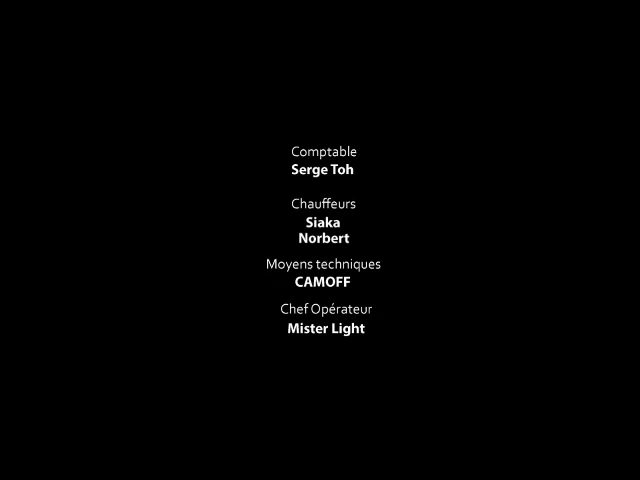 Comptable
Serge Toh
Chauffeurs
Siaka
Norbert
Moyens techniques
CAMOFF
Chef Opérateur
Mister Light